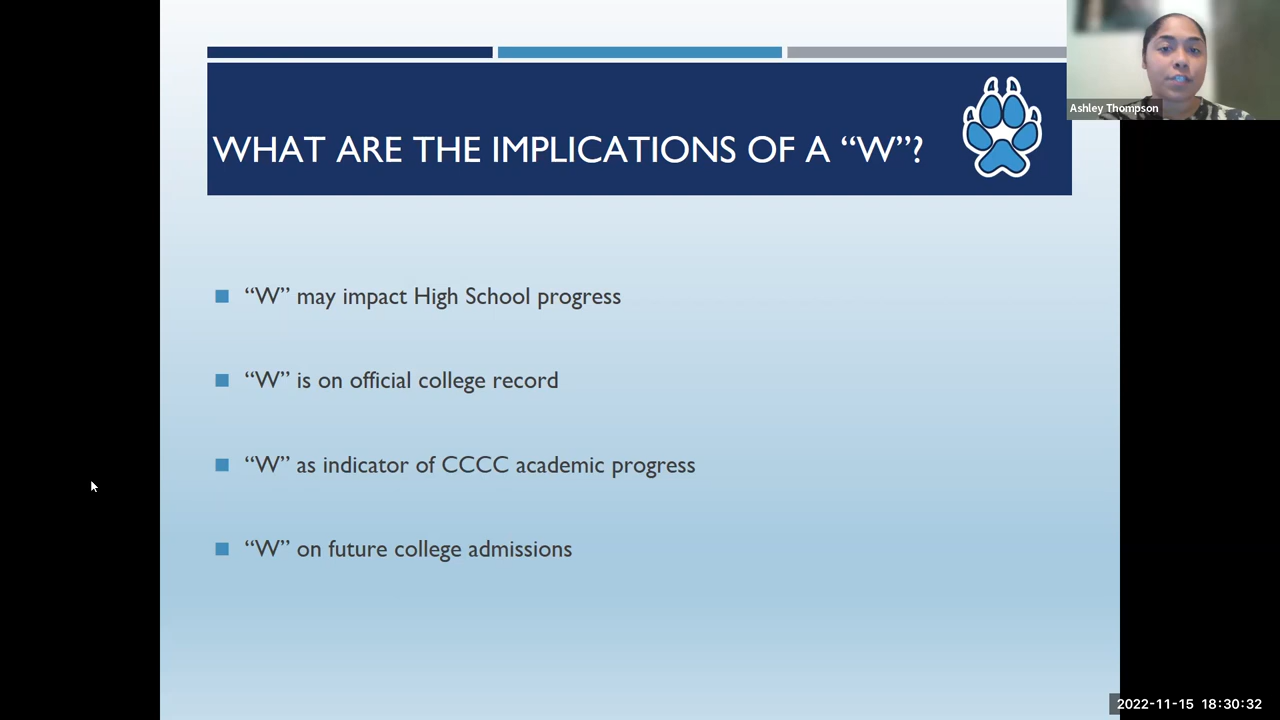 WHAT ARE THE IMPLICATIONS OF A “W”?
Ashley Thompson
“W” may impact High School progress
“W” is on official college record
“W” as indicator of CCCC academic progress
“W” on future college admissions
2022-11-15 18:30:32